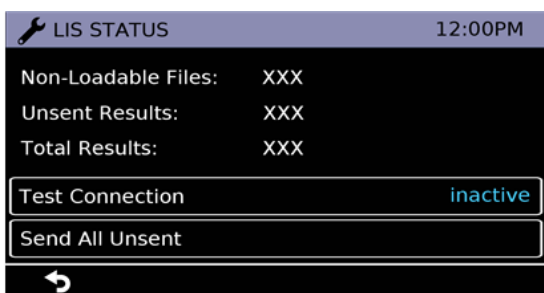 LIS STATUS 12:00PM
Non-Loadable Files: XXX
Unsent Results: XXX
Total Results: XXX
Test Connection inactive
Send All Unsent